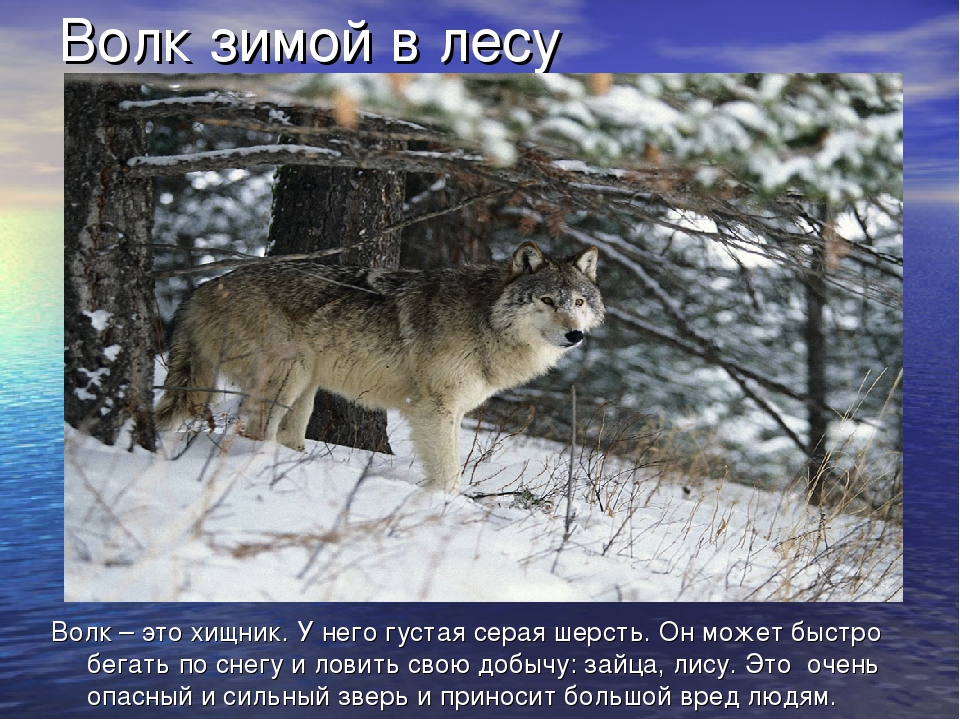 Волк зимой в лесу
Волк – это хищник. У него густая серая шерсть. Он может быстро
бегать по снегу и ловить свою добычу: зайца, лису. Это  очень
опасный и сильный зверь и приносит большой вред людям.